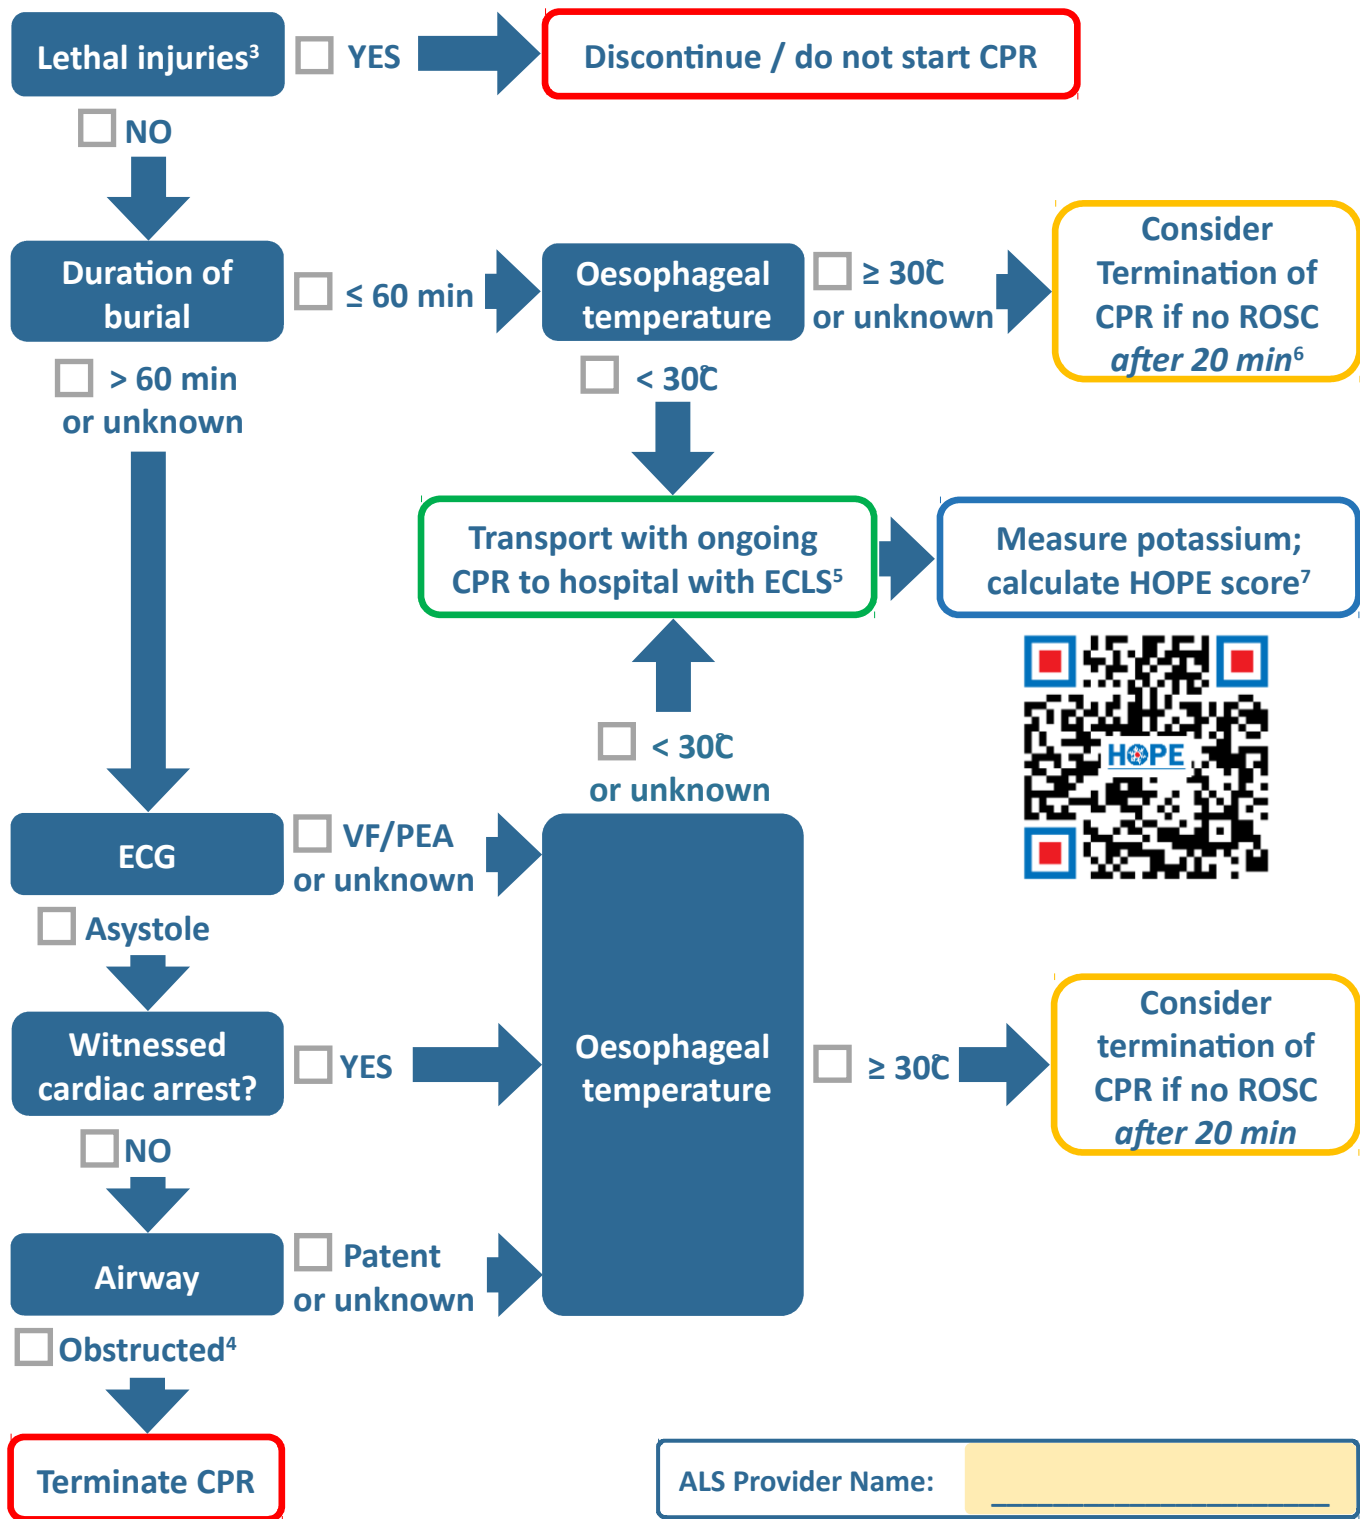 Lethal injuries³
YES
Discontinue / do not start CPR
NO
Duration of
burial
≤ 60 min
Oesophageal
temperature
≥ 30°C
or unknown
Consider
Termination of
CPR if no ROSC
after 20 min⁶
> 60 min
or unknown
< 30°C
Transport with ongoing
CPR to hospital with ECLS⁵
Measure potassium;
calculate HOPE score⁷
HOPE
< 30°C
or unknown
ECG
VF/PEA
or unknown
Asystole
Witnessed
cardiac arrest?
YES
Oesophageal
temperature
≥ 30°C
Consider
termination of
CPR if no ROSC
after 20 min
NO
Airway
Patent
or unknown
Obstructed⁴
Terminate CPR
ALS Provider Name: